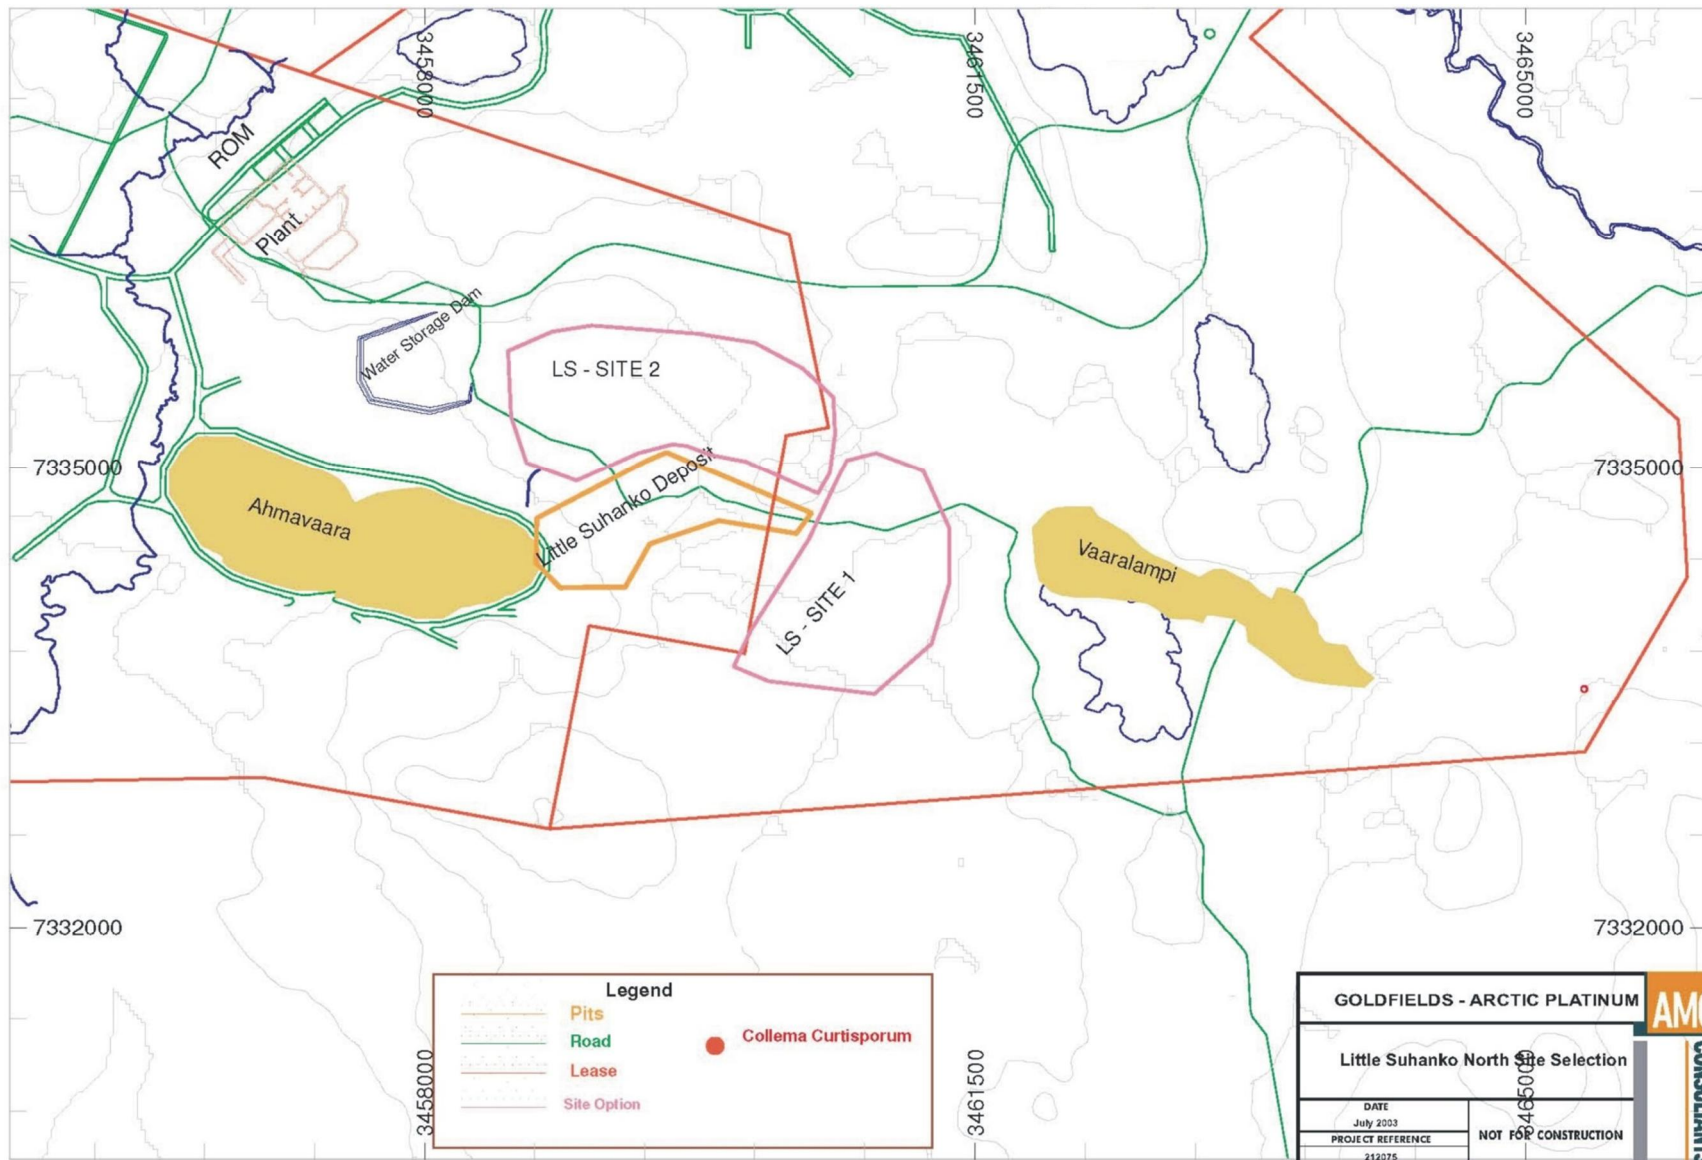 3458000
3461500
3465000
ROM
Plant
Water Storage Dam
LS - SITE 2
7335000
7335000
Little Suhanko Deposit
Ahmavaara
Vaaralampi
LS - SITE 1
7332000
7332000
Legend
Pits
Road
Lease
Site Option
Collema Curtisporum
3458000
3461500
3465000
GOLDFIELDS - ARCTIC PLATINUM
AMC
Little Suhanko North Site Selection
DATE
July 2003
PROJECT REFERENCE
212075
NOT FOR CONSTRUCTION